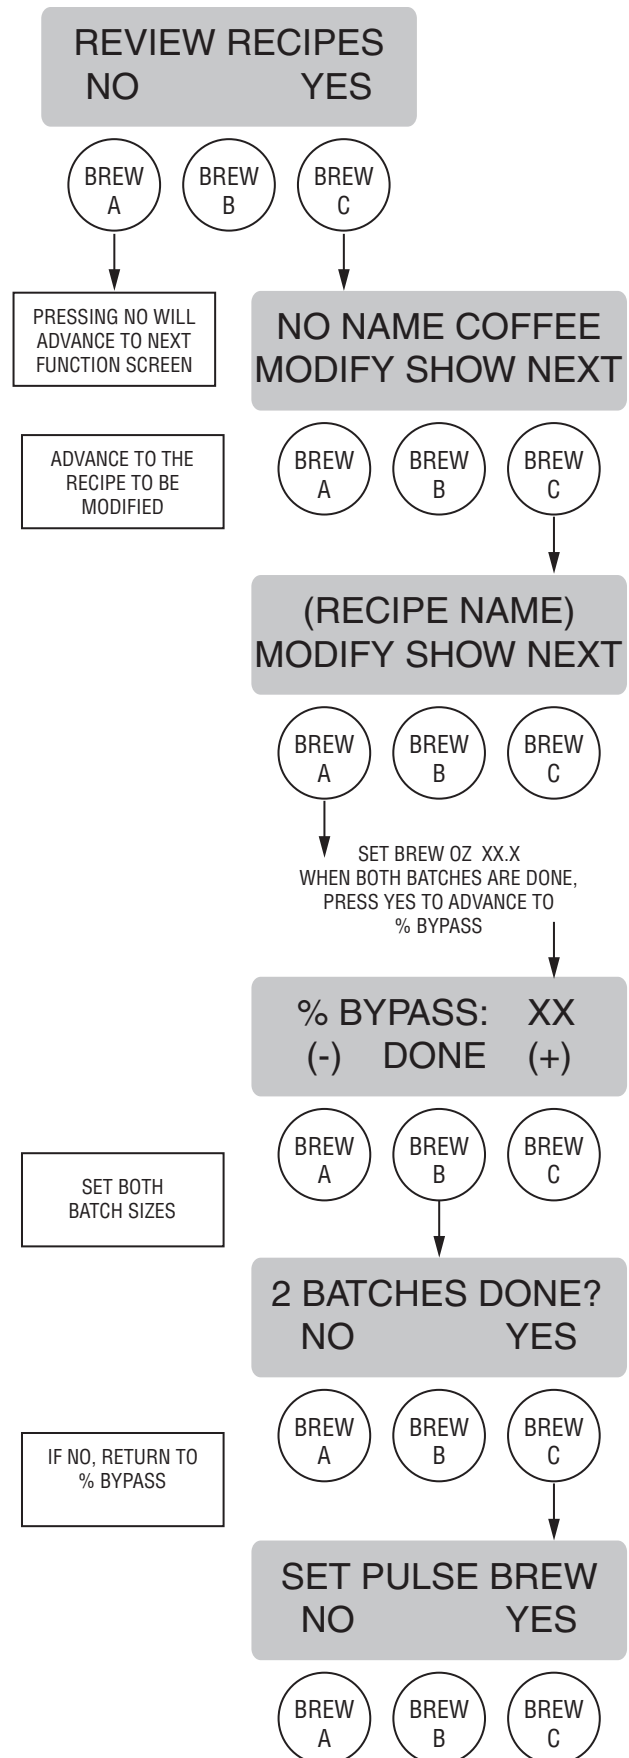 REVIEW RECIPES
NO YES
BREW BREW BREW
A B C
PRESSING NO WILL
ADVANCE TO NEXT
FUNCTION SCREEN
NO NAME COFFEE
MODIFY SHOW NEXT
ADVANCE TO THE
RECIPE TO BE
MODIFIED
BREW BREW BREW
A B C
(RECIPE NAME)
MODIFY SHOW NEXT
BREW BREW BREW
A B C
SET BREW OZ XX.X
WHEN BOTH BATCHES ARE DONE,
PRESS YES TO ADVANCE TO
% BYPASS
% BYPASS: XX
(-) DONE (+)
BREW BREW BREW
A B C
SET BOTH
BATCH SIZES
2 BATCHES DONE?
NO YES
BREW BREW BREW
A B C
IF NO, RETURN TO
% BYPASS
SET PULSE BREW
NO YES
BREW BREW BREW
A B C